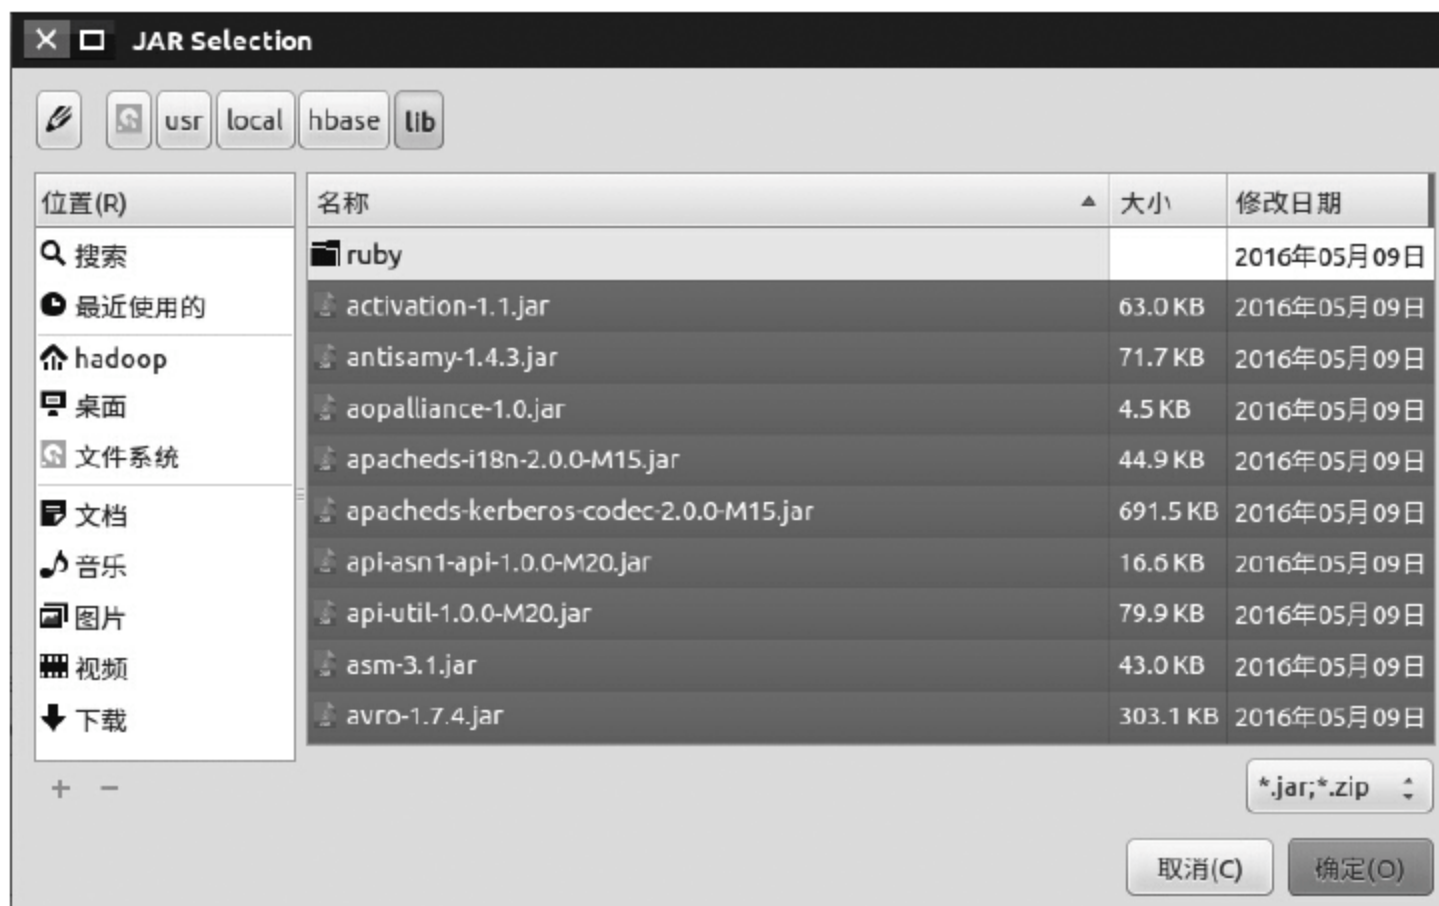 JAR Selection
usr local hbase lib
位置(R) 名称 大小 修改日期
搜索 ruby 2016年05月09日
最近使用的 activation-1.1.jar 63.0 KB 2016年05月09日
hadoop antisamy-1.4.3.jar 71.7 KB 2016年05月09日
桌面 aopalliance-1.0.jar 4.5 KB 2016年05月09日
文件系统 apacheds-i18n-2.0.0-M15.jar 44.9 KB 2016年05月09日
文档 apacheds-kerberos-codec-2.0.0-M15.jar 691.5 KB 2016年05月09日
音乐 api-asn1-api-1.0.0-M20.jar 16.6 KB 2016年05月09日
图片 api-util-1.0.0-M20.jar 79.9 KB 2016年05月09日
视频 asm-3.1.jar 43.0 KB 2016年05月09日
下载 avro-1.7.4.jar 303.1 KB 2016年05月09日
*.jar;*.zip
取消(C) 确定(O)